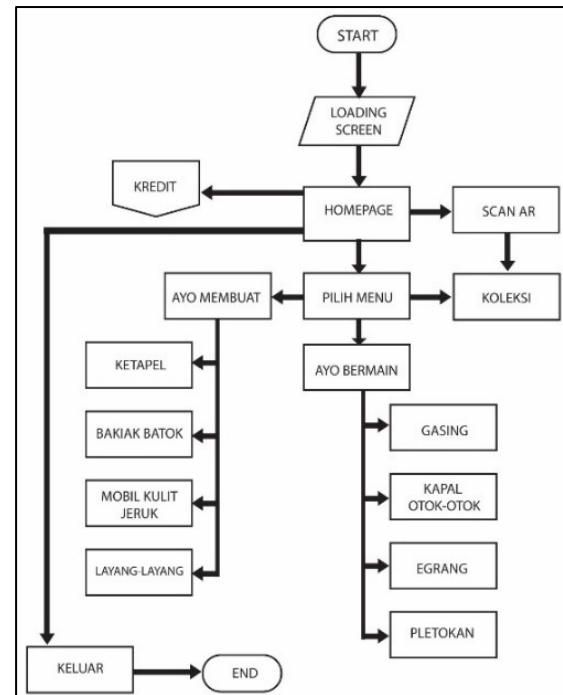 START
LOADING
SCREEN
KREDIT
HOMEPAGE
SCAN AR
AYO MEMBUAT
PILIH MENU
KOLEKSI
KETAPEL
AYO BERMAIN
BAKIAK BATOK
GASING
MOBIL KULIT
JERUK
KAPAL
OTOK-OTOK
LAYANG-LAYANG
EGRANG
PLETOKAN
KELUAR
END